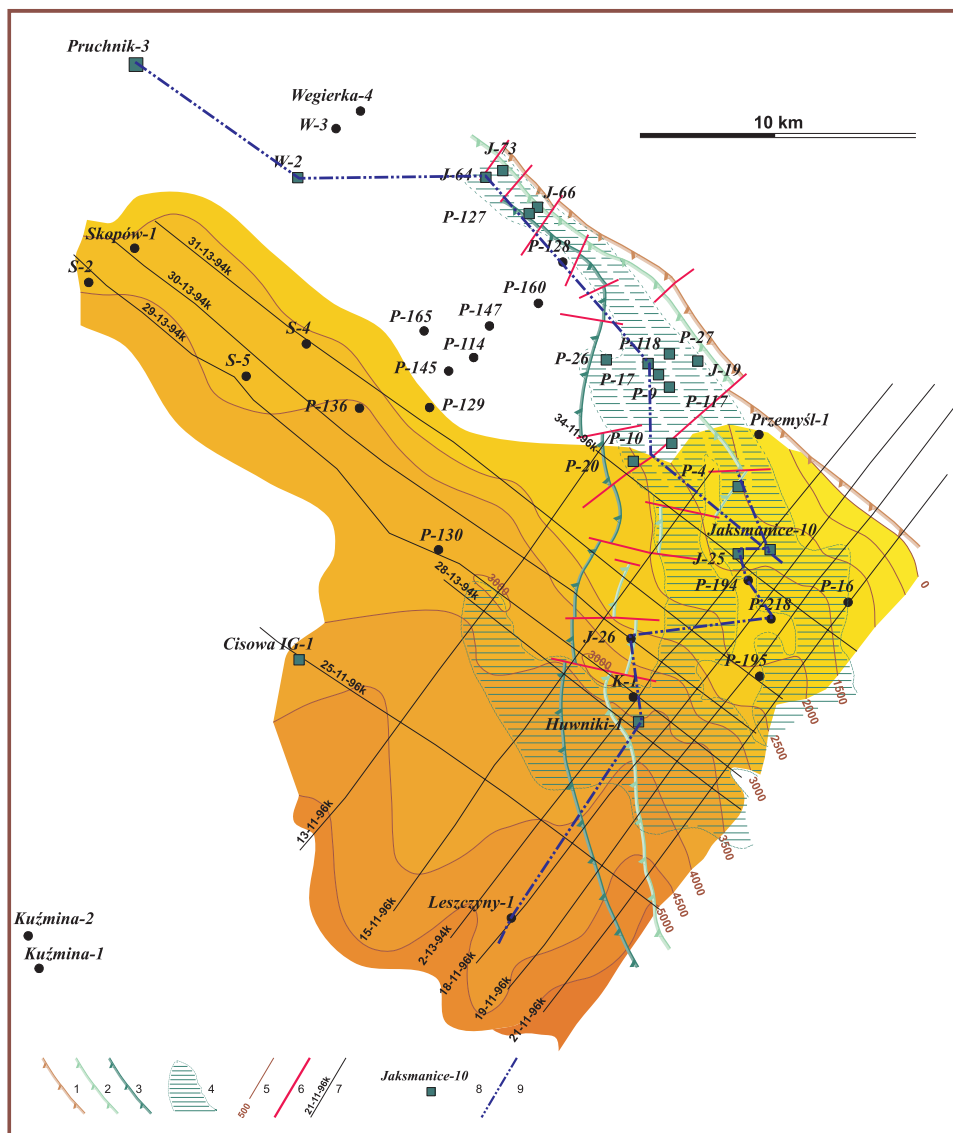 Pruchnik-3
Wegierka-4
W-3
10 km
J-73
W-2
J-64
J-66
P-127
Skopów-1
31-13-94k
P-128
S-2
30-13-94k
P-160
29-13-94k
P-147
P-165
S-4
P-27
P-118
P-114
P-26
J-19
P-145
S-5
P-17
P-9
P-117
P-136
P-129
34-11-96k
Przemyśl-1
P-10
P-20
P-4
Jaksmanice-10
P-130
J-25
28-13-94k
3000
P-194
P-16
0
P-218
Cisowa IG-1
J-26
25-11-96k
3000
P-195
K-1
1500
2000
Huwniki-1
2500
3000
13-11-96k
3500
4000
Leszczyny-1
4500
5000
Kuźmina-2
15-11-96k
2-13-94k
Kuźmina-1
18-11-96k
19-11-96k
21-11-96k
1
2
3
4
500
5
6
21-11-96k
7
Jaksmanice-10
8
9